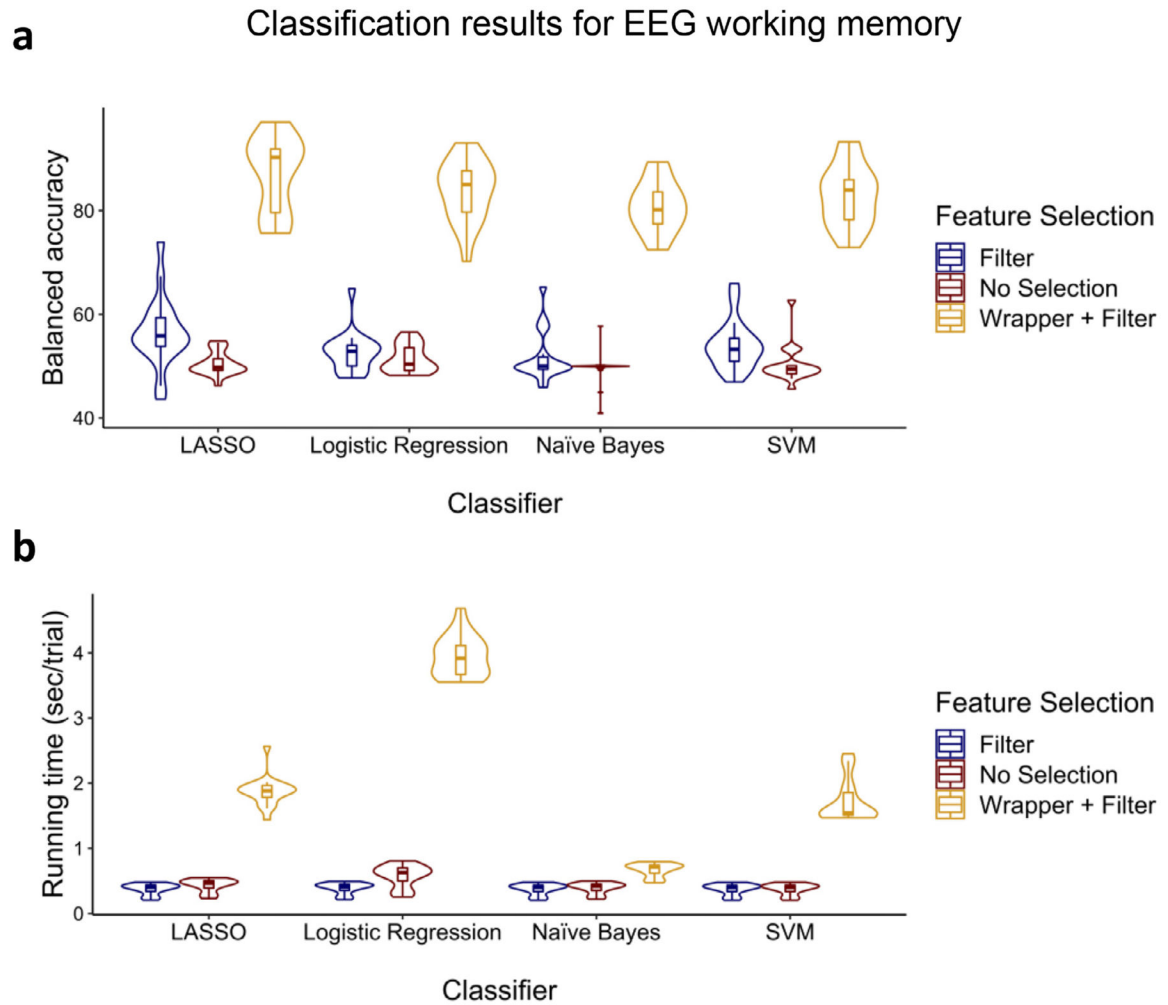 Classification results for EEG working memory
a
Balanced accuracy
80
60
40
LASSO
Logistic Regression
Naïve Bayes
SVM
Classifier
Feature Selection
Filter
No Selection
Wrapper + Filter
b
Running time (sec/trial)
4
3
2
1
0
LASSO
Logistic Regression
Naïve Bayes
SVM
Classifier
Feature Selection
Filter
No Selection
Wrapper + Filter